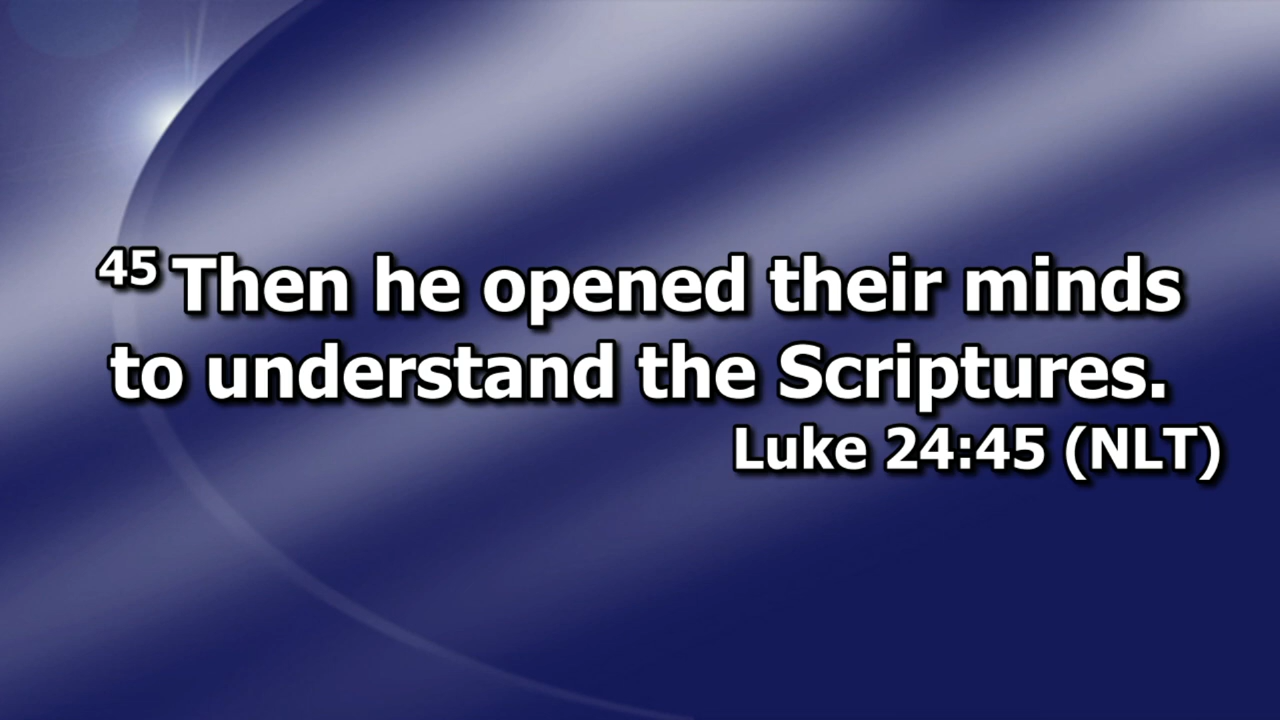 45 Then he opened their minds
to understand the Scriptures.
Luke 24:45 (NLT)